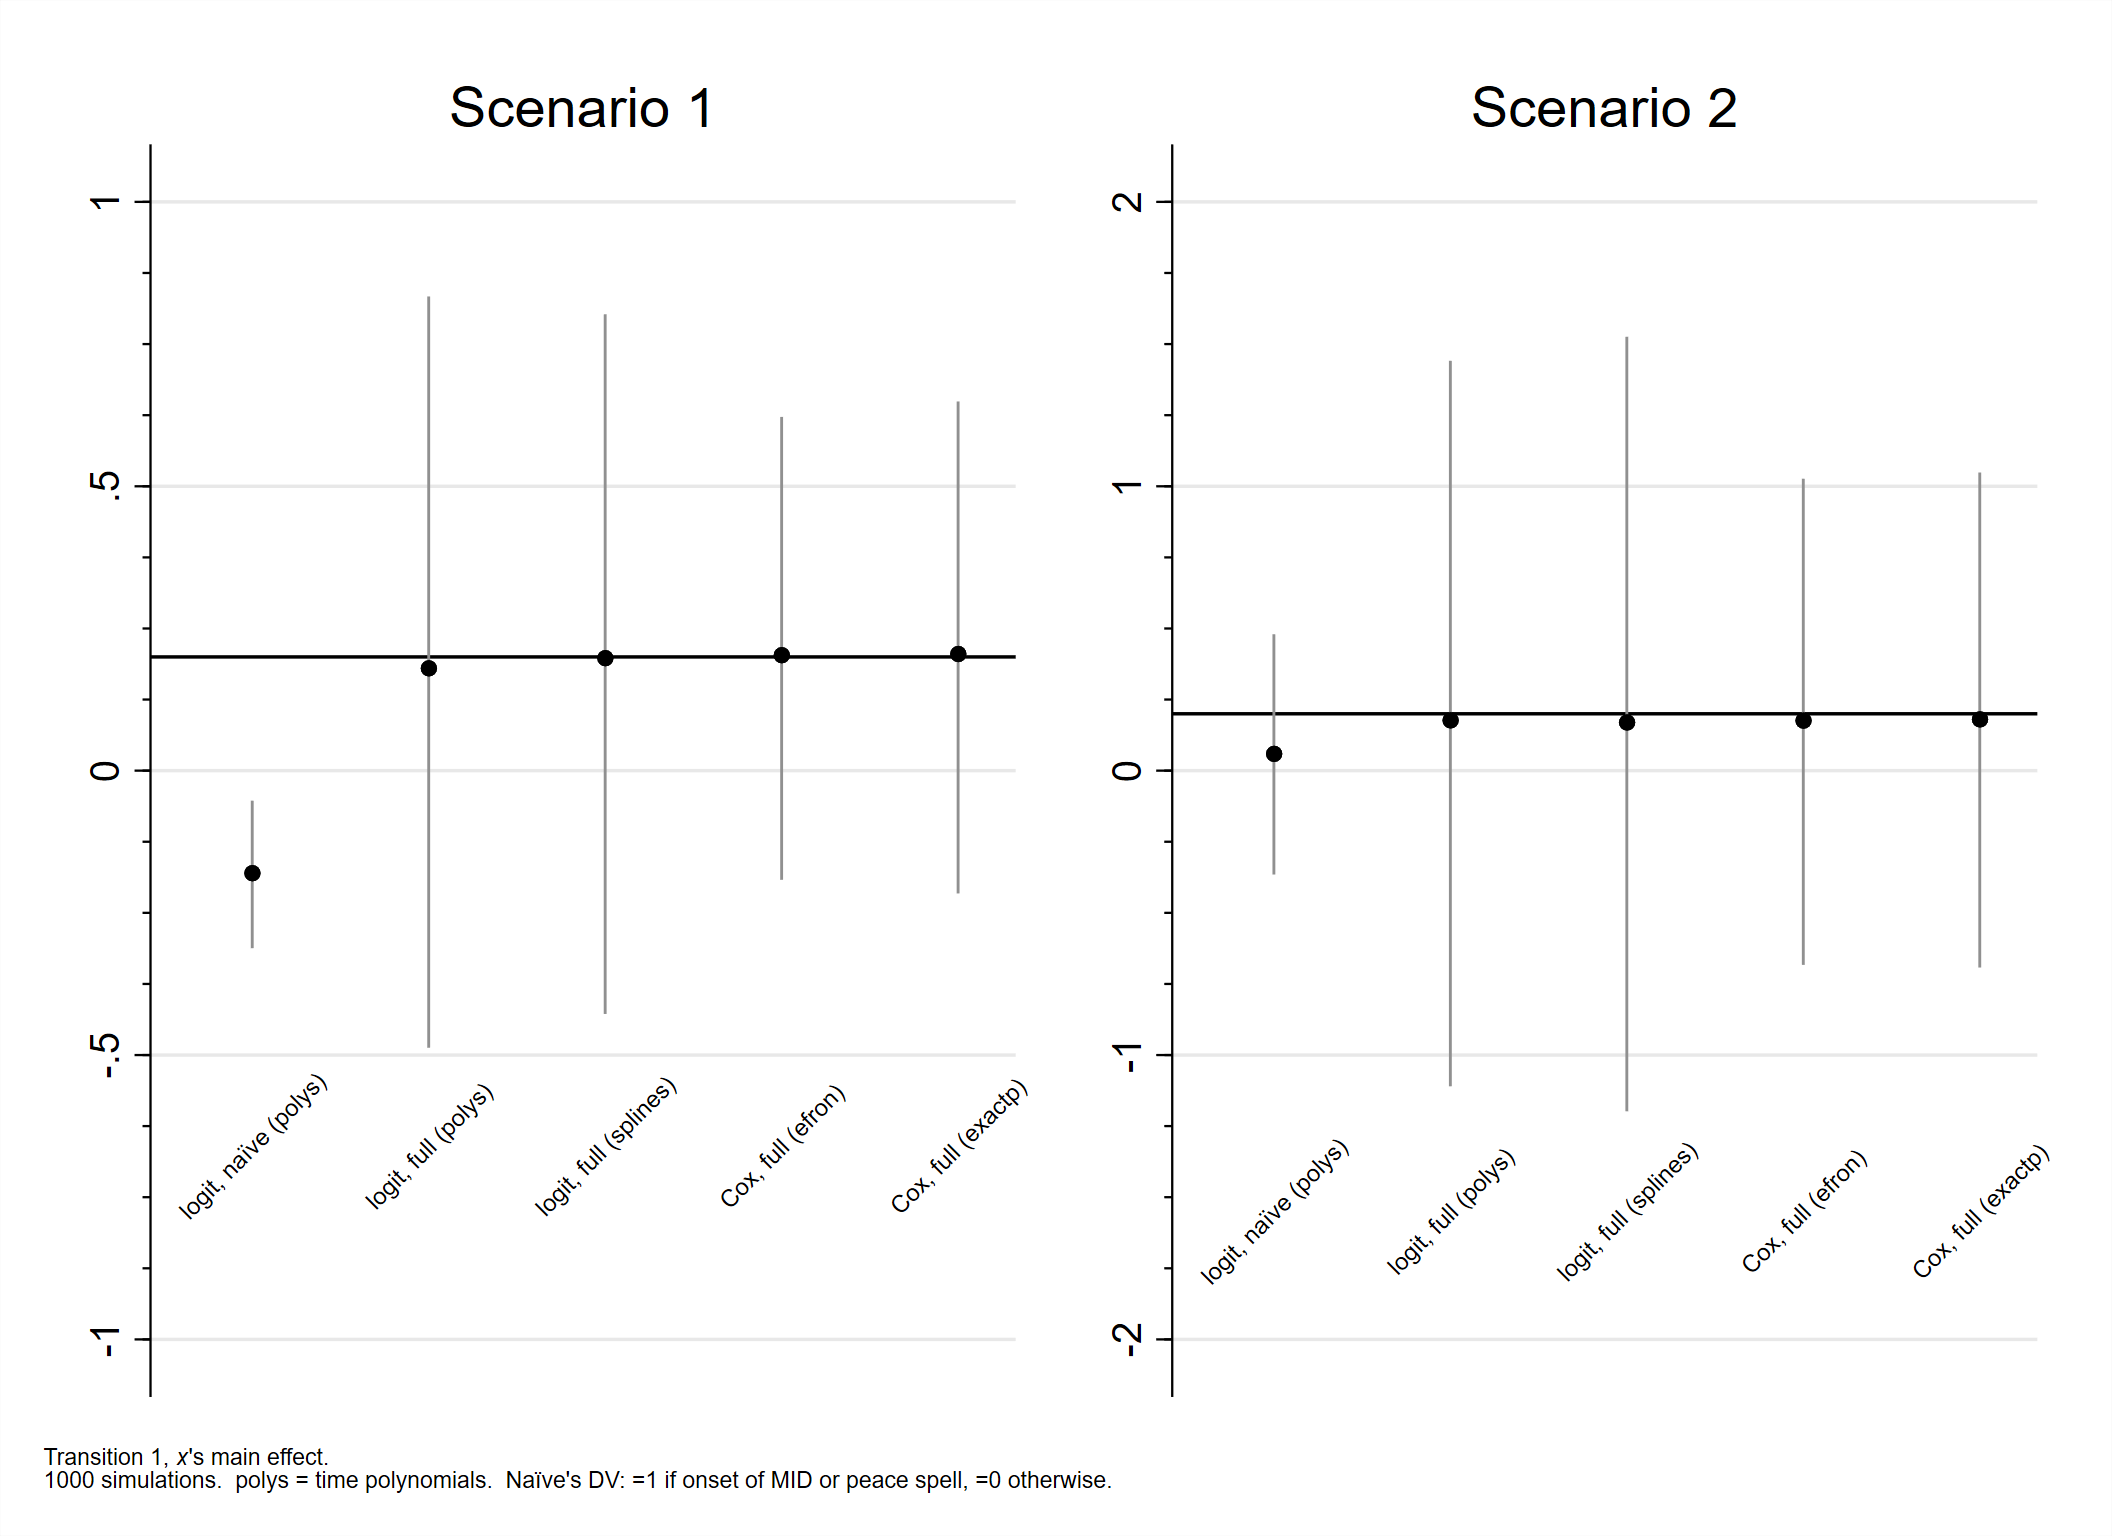 Scenario 1
1
.5
0
-.5
-1
logit, naïve (polys)
logit, full (polys)
logit, full (splines)
Cox, full (efron)
Cox, full (exactp)
Scenario 2
2
1
0
-1
-2
logit, naïve (polys)
logit, full (polys)
logit, full (splines)
Cox, full (efron)
Cox, full (exactp)
Transition 1, x's main effect.
1000 simulations.  polys = time polynomials.  Naïve's DV: =1 if onset of MID or peace spell, =0 otherwise.